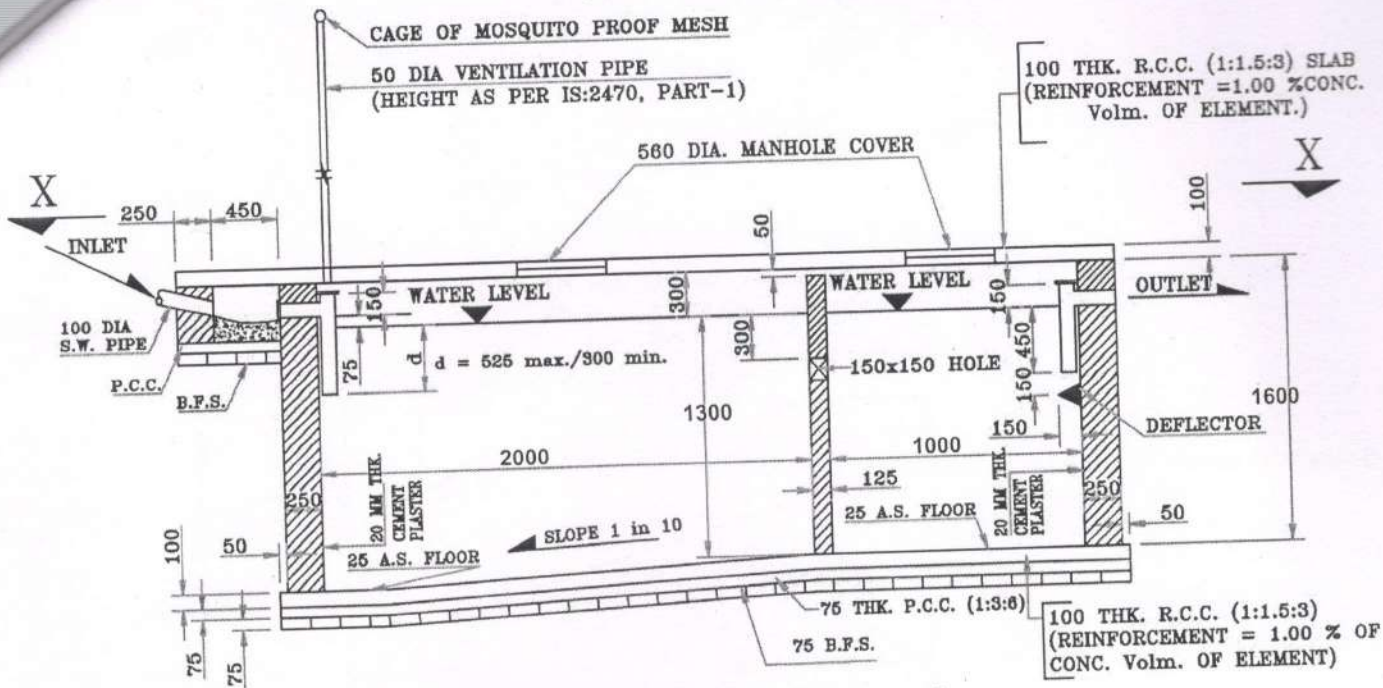 CAGE OF MOSQUITO PROOF MESH
50 DIA VENTILATION PIPE
(HEIGHT AS PER IS:2470, PART-1)
100 THK. R.C.C. (1:1.5:3) SLAB
(REINFORCEMENT =1.00 %CONC.
Volm. OF ELEMENT.)
560 DIA. MANHOLE COVER
X
X
250
450
50
100
INLET
150
WATER LEVEL
300
WATER LEVEL
150
OUTLET
100 DIA
S.W. PIPE
75
d
d = 525 max./300 min.
300
150x150 HOLE
450
P.C.C.
B.F.S.
1300
150
1600
DEFLECTOR
150
2000
1000
125
250
20 MM THK.
CEMENT
PLASTER
20 MM THK.
CEMENT
PLASTER
250
SLOPE 1 in 10
25 A.S. FLOOR
50
100
50
25 A.S. FLOOR
75 THK. P.C.C. (1:3:6)
75
75
75 B.F.S.
100 THK. R.C.C. (1:1.5:3)
(REINFORCEMENT = 1.00 % OF
CONC. Volm. OF ELEMENT)